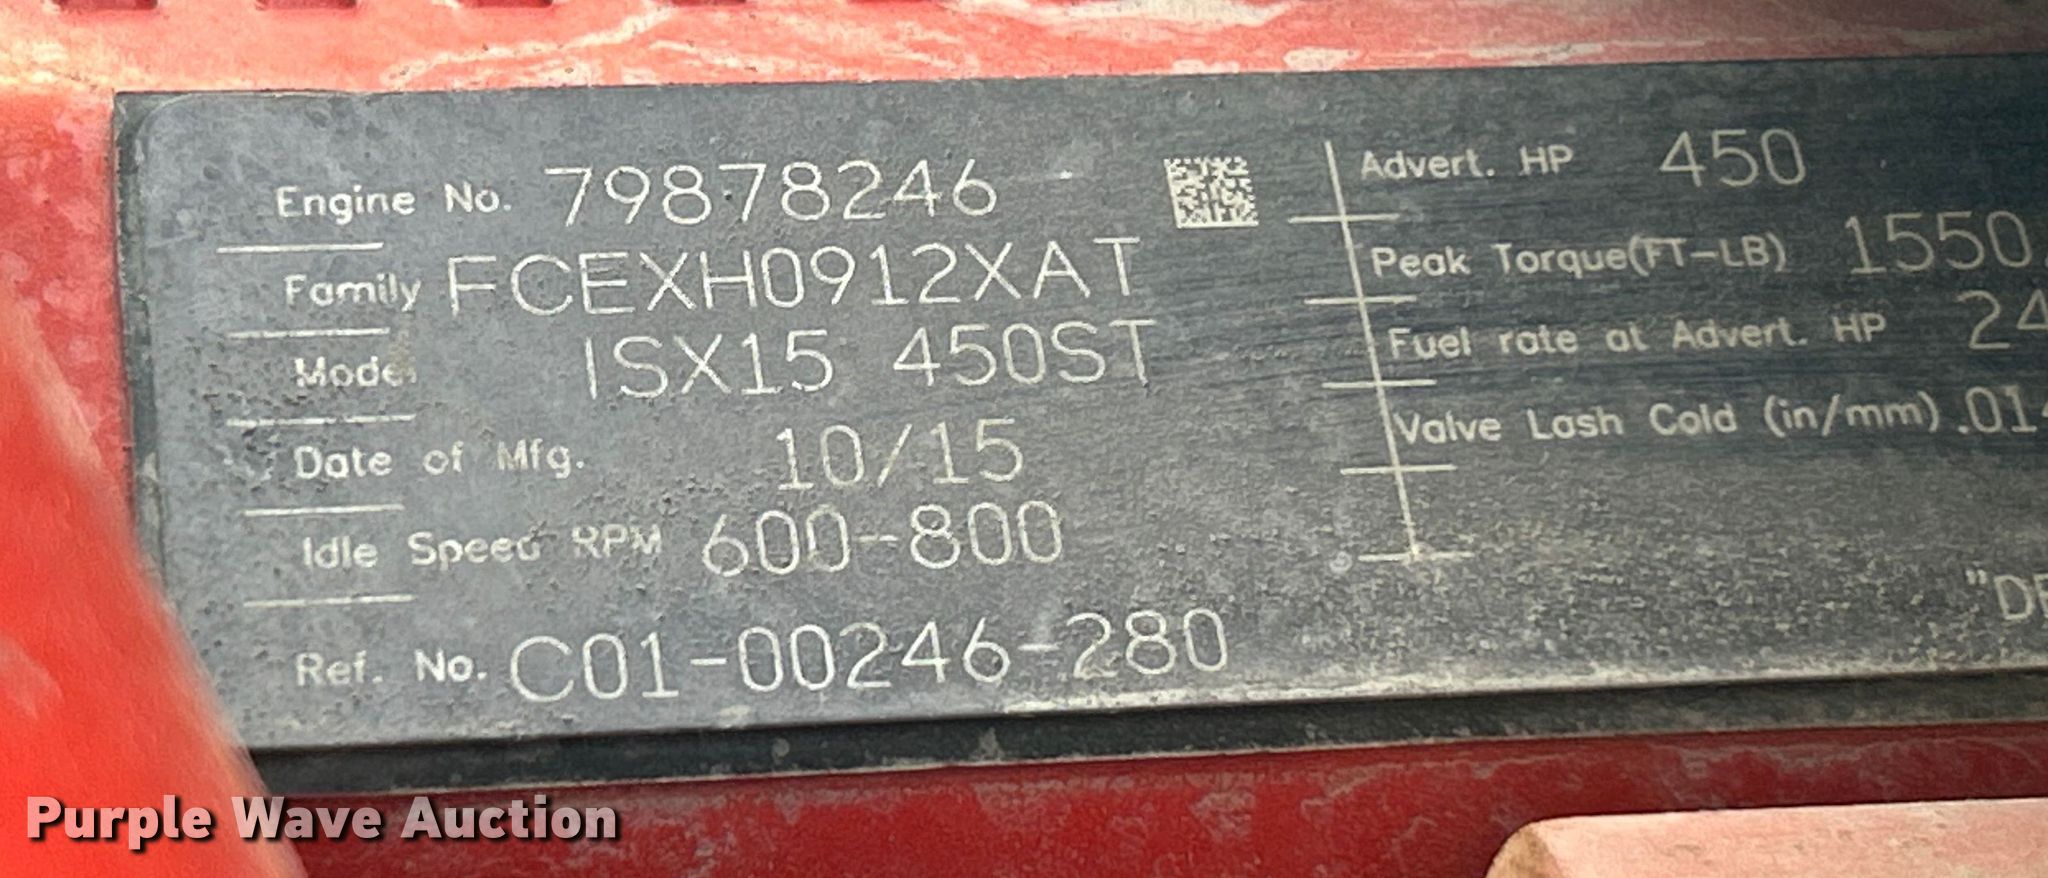 Engine No. 79878246
Family FCEXH0912XAT
Model ISX15 450ST
Date of Mfg. 10/15
Idle Speed RPM 600-800
Ref. No. C01-00246-280
Advert. HP 450
Peak Torque(FT-LB) 1550
Fuel rate at Advert. HP 24
Valve Lash Cold (in/mm) .01
Purple Wave Auction